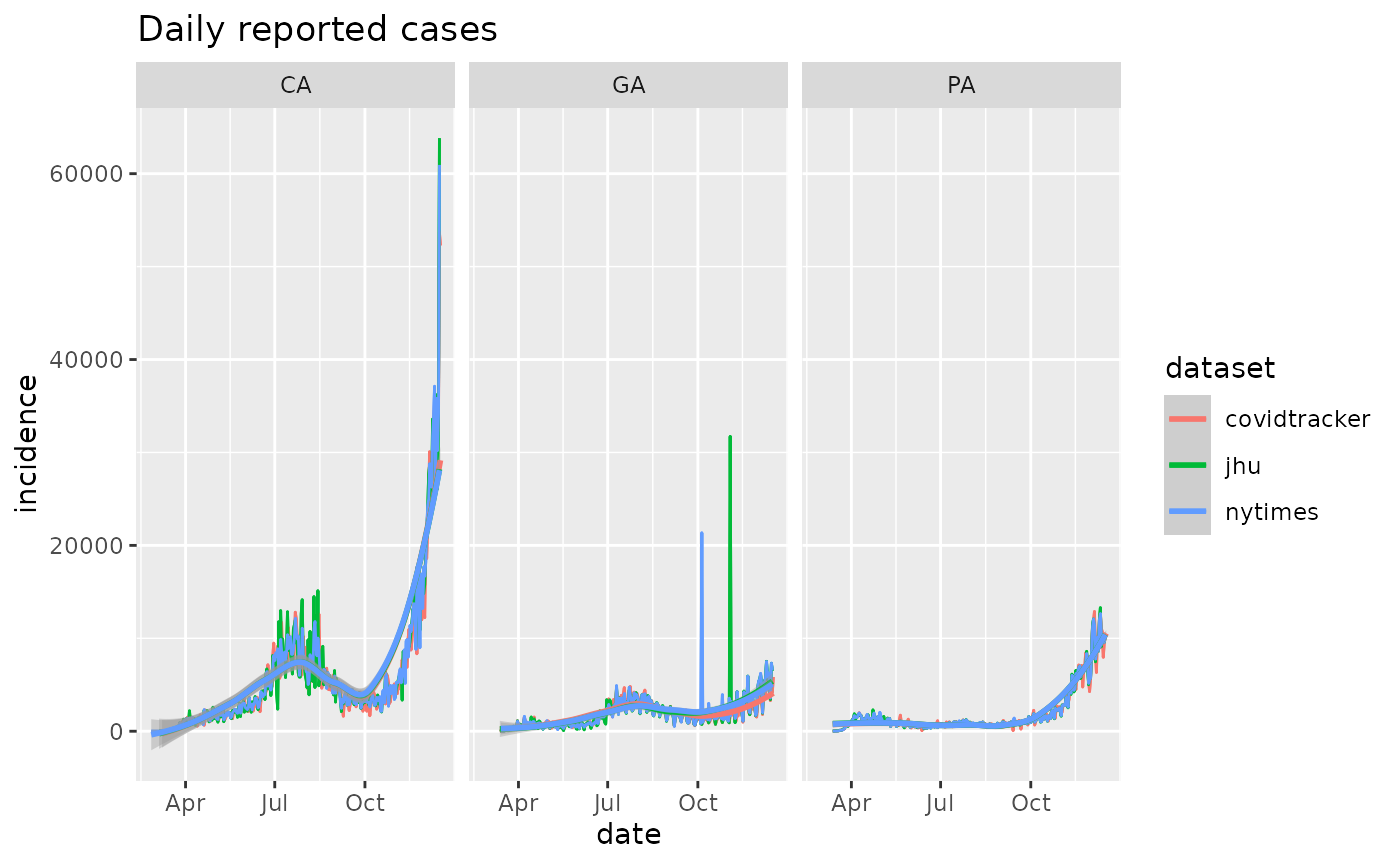 Daily reported cases
CA GA PA
60000
40000
20000
0
incidence
Apr Jul Oct Apr Jul Oct Apr Jul Oct
date
dataset
covidtracker
jhu
nytimes